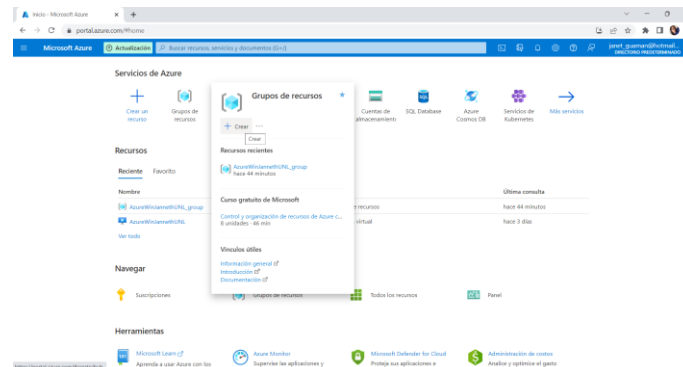 Inicio - Microsoft Azure
portal.azure.com/#home
Microsoft Azure
Actualización
Buscar recursos, servicios y documentos (G+/)
janet_guaman@hotmail...
DIRECTORIO PREDETERMINADO
Servicios de Azure
Crear un recurso
Grupos de recursos
Grupos de recursos
Crear
Crear
Cuentas de almacenamiento
SQL Database
Azure Cosmos DB
Servicios de Kubernetes
Más servicios
Recursos recientes
AzureWinJannethUNL_group
hace 44 minutos
Curso gratuito de Microsoft
Control y organización de recursos de Azure c...
8 unidades · 46 min
Vínculos útiles
Información general
Introducción
Documentación
Recursos
Reciente
Favorito
Nombre
Última consulta
AzureWinJannethUNL_group
recursos
hace 44 minutos
AzureWinJannethUNL
virtual
hace 3 días
Ver todo
Navegar
Suscripciones
Grupos de recursos
Todos los recursos
Panel
Herramientas
Microsoft Learn
Aprenda a usar Azure con los
Azure Monitor
Supervise las aplicaciones y
Microsoft Defender for Cloud
Proteja sus aplicaciones e
Administración de costos
Analice y optimice el gasto